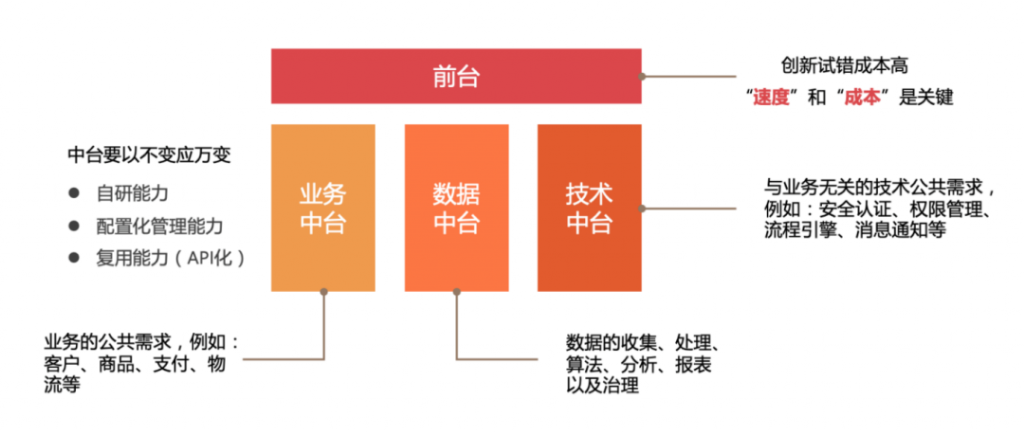 前台
创新试错成本高
“速度”和“成本”是关键
中台要以不变应万变
● 自研能力
● 配置化管理能力
● 复用能力（API化）
业务
中台
数据
中台
技术
中台
与业务无关的技术公共需求，
例如：安全认证、权限管理、
流程引擎、消息通知等
业务的公共需求，例如：
客户、商品、支付、物
流等
数据的收集、处理、
算法、分析、报表
以及治理